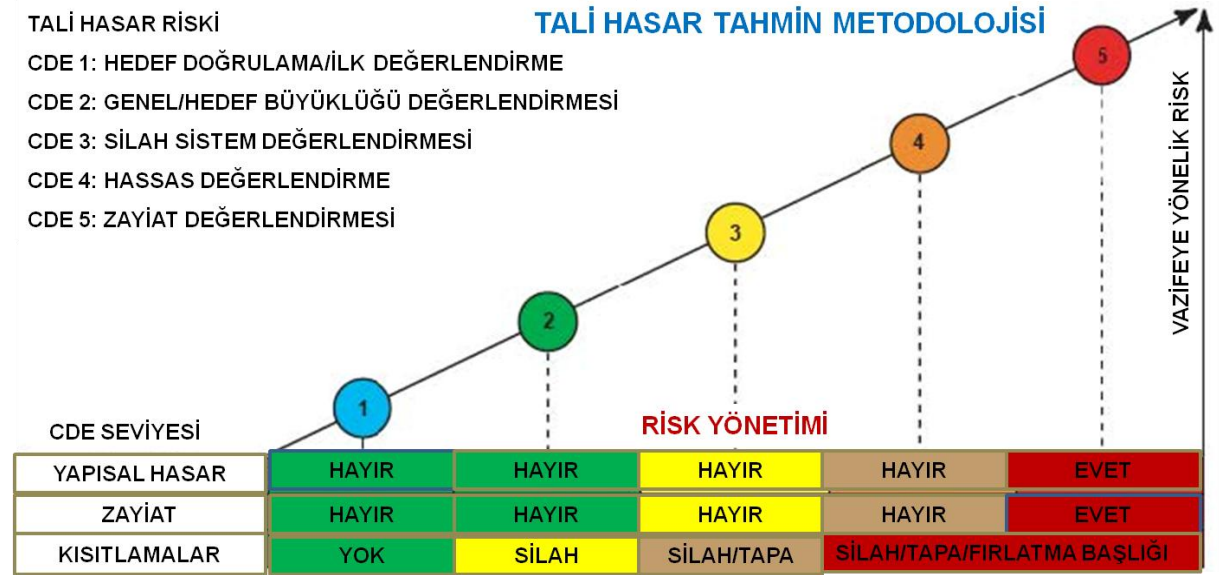 TALİ HASAR RİSKİ
TALİ HASAR TAHMİN METODOLOJİSİ
CDE 1: HEDEF DOĞRULAMA/İLK DEĞERLENDİRME
CDE 2: GENEL/HEDEF BÜYÜKLÜĞÜ DEĞERLENDİRMESİ
CDE 3: SİLAH SİSTEM DEĞERLENDİRMESİ
CDE 4: HASSAS DEĞERLENDİRME
CDE 5: ZAYİAT DEĞERLENDİRMESİ
5
4
3
2
1
VAZİFEYE YÖNELİK RİSK
RİSK YÖNETİMİ
CDE SEVİYESİ
YAPISAL HASAR HAYIR HAYIR HAYIR HAYIR EVET
ZAYİAT HAYIR HAYIR HAYIR HAYIR EVET
KISITLAMALAR YOK SİLAH SİLAH/TAPA SİLAH/TAPA/FIRLATMA BAŞLIĞI